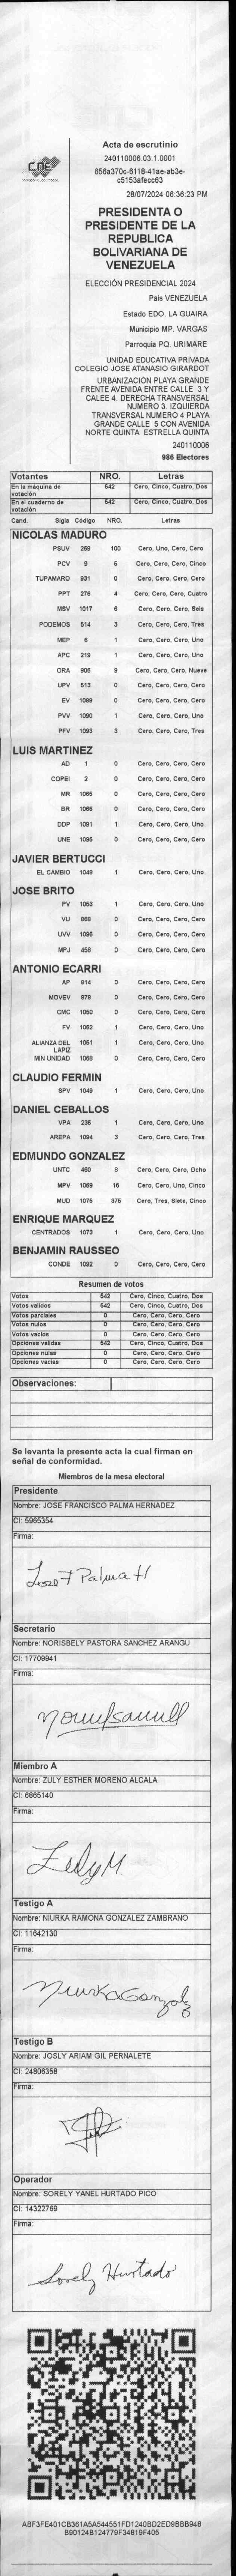 CNE
Acta de escrutinio
240110006.03.1.0001
656a370c-6118-41ae-ab3e-
c5153afecc63
28/07/2024 06:36:23 PM
PRESIDENTA O
PRESIDENTE DE LA
REPUBLICA
BOLIVARIANA DE
VENEZUELA
ELECCIÓN PRESIDENCIAL 2024
País VENEZUELA
Estado EDO. LA GUAIRA
Municipio MP. VARGAS
Parroquia PQ. URIMARE
UNIDAD EDUCATIVA PRIVADA
COLEGIO JOSE ATANASIO GIRARDOT
URBANIZACION PLAYA GRANDE
FRENTE AVENIDA ENTRE CALLE 3 Y
CALEE 4. DERECHA TRANSVERSAL
NUMERO 3. IZQUIERDA
TRANSVERSAL NUMERO 4 PLAYA
GRANDE CALLE 5 CON AVENIDA
NORTE QUINTA ESTRELLA QUINTA
240110006
986 Electores
Votantes NRO. Letras
En la máquina de votación 542 Cero, Cinco, Cuatro, Dos
En el cuaderno de votación 542 Cero, Cinco, Cuatro, Dos
Cand. Sigla Código NRO. Letras
NICOLAS MADURO
PSUV 269 100 Cero, Uno, Cero, Cero
PCV 9 5 Cero, Cero, Cero, Cinco
TUPAMARO 931 0 Cero, Cero, Cero, Cero
PPT 276 4 Cero, Cero, Cero, Cuatro
MSV 1017 6 Cero, Cero, Cero, Seis
PODEMOS 514 3 Cero, Cero, Cero, Tres
MEP 6 1 Cero, Cero, Cero, Uno
APC 219 1 Cero, Cero, Cero, Uno
ORA 906 9 Cero, Cero, Cero, Nueve
UPV 513 0 Cero, Cero, Cero, Cero
EV 1089 0 Cero, Cero, Cero, Cero
PVV 1090 1 Cero, Cero, Cero, Uno
PFV 1093 3 Cero, Cero, Cero, Tres
LUIS MARTINEZ
AD 1 0 Cero, Cero, Cero, Cero
COPEI 2 0 Cero, Cero, Cero, Cero
MR 1065 0 Cero, Cero, Cero, Cero
BR 1066 0 Cero, Cero, Cero, Cero
DDP 1091 1 Cero, Cero, Cero, Uno
UNE 1095 0 Cero, Cero, Cero, Cero
JAVIER BERTUCCI
EL CAMBIO 1048 1 Cero, Cero, Cero, Uno
JOSE BRITO
PV 1053 1 Cero, Cero, Cero, Uno
VU 868 0 Cero, Cero, Cero, Cero
UVV 1096 0 Cero, Cero, Cero, Cero
MPJ 458 0 Cero, Cero, Cero, Cero
ANTONIO ECARRI
AP 914 0 Cero, Cero, Cero, Cero
MOVEV 879 0 Cero, Cero, Cero, Cero
CMC 1050 0 Cero, Cero, Cero, Cero
FV 1062 1 Cero, Cero, Cero, Uno
ALIANZA DEL LAPIZ 1051 1 Cero, Cero, Cero, Uno
MIN UNIDAD 1068 0 Cero, Cero, Cero, Cero
CLAUDIO FERMIN
SPV 1049 1 Cero, Cero, Cero, Uno
DANIEL CEBALLOS
VPA 236 1 Cero, Cero, Cero, Uno
AREPA 1094 3 Cero, Cero, Cero, Tres
EDMUNDO GONZALEZ
UNTC 460 8 Cero, Cero, Cero, Ocho
MPV 1069 15 Cero, Cero, Uno, Cinco
MUD 1075 375 Cero, Tres, Siete, Cinco
ENRIQUE MARQUEZ
CENTRADOS 1073 1 Cero, Cero, Cero, Uno
BENJAMIN RAUSSEO
CONDE 1092 0 Cero, Cero, Cero, Cero
Resumen de votos
Votos 542 Cero, Cinco, Cuatro, Dos
Votos validos 542 Cero, Cinco, Cuatro, Dos
Votos parciales 0 Cero, Cero, Cero, Cero
Votos nulos 0 Cero, Cero, Cero, Cero
Votos vacios 0 Cero, Cero, Cero, Cero
Opciones validas 542 Cero, Cinco, Cuatro, Dos
Opciones nulas 0 Cero, Cero, Cero, Cero
Opciones vacias 0 Cero, Cero, Cero, Cero
Observaciones:
Se levanta la presente acta la cual firman en
señal de conformidad.
Miembros de la mesa electoral
Presidente
Nombre: JOSE FRANCISCO PALMA HERNADEZ
CI: 5965354
Firma:
Jose F Palma H
Secretario
Nombre: NORISBELY PASTORA SANCHEZ ARANGU
CI: 17709941
Firma:
Miembro A
Nombre: ZULY ESTHER MORENO ALCALA
CI: 6865140
Firma:
Zuly M
Testigo A
Nombre: NIURKA RAMONA GONZALEZ ZAMBRANO
CI: 11642130
Firma:
Niurka Gonzalez
Testigo B
Nombre: JOSLY ARIAM GIL PERNALETE
CI: 24806358
Firma:
Operador
Nombre: SORELY YANEL HURTADO PICO
CI: 14322769
Firma:
Sorely Hurtado
ABF3FE401CB361A5A544551FD1240BD2ED9BBB948
B90124B124779F34819F405